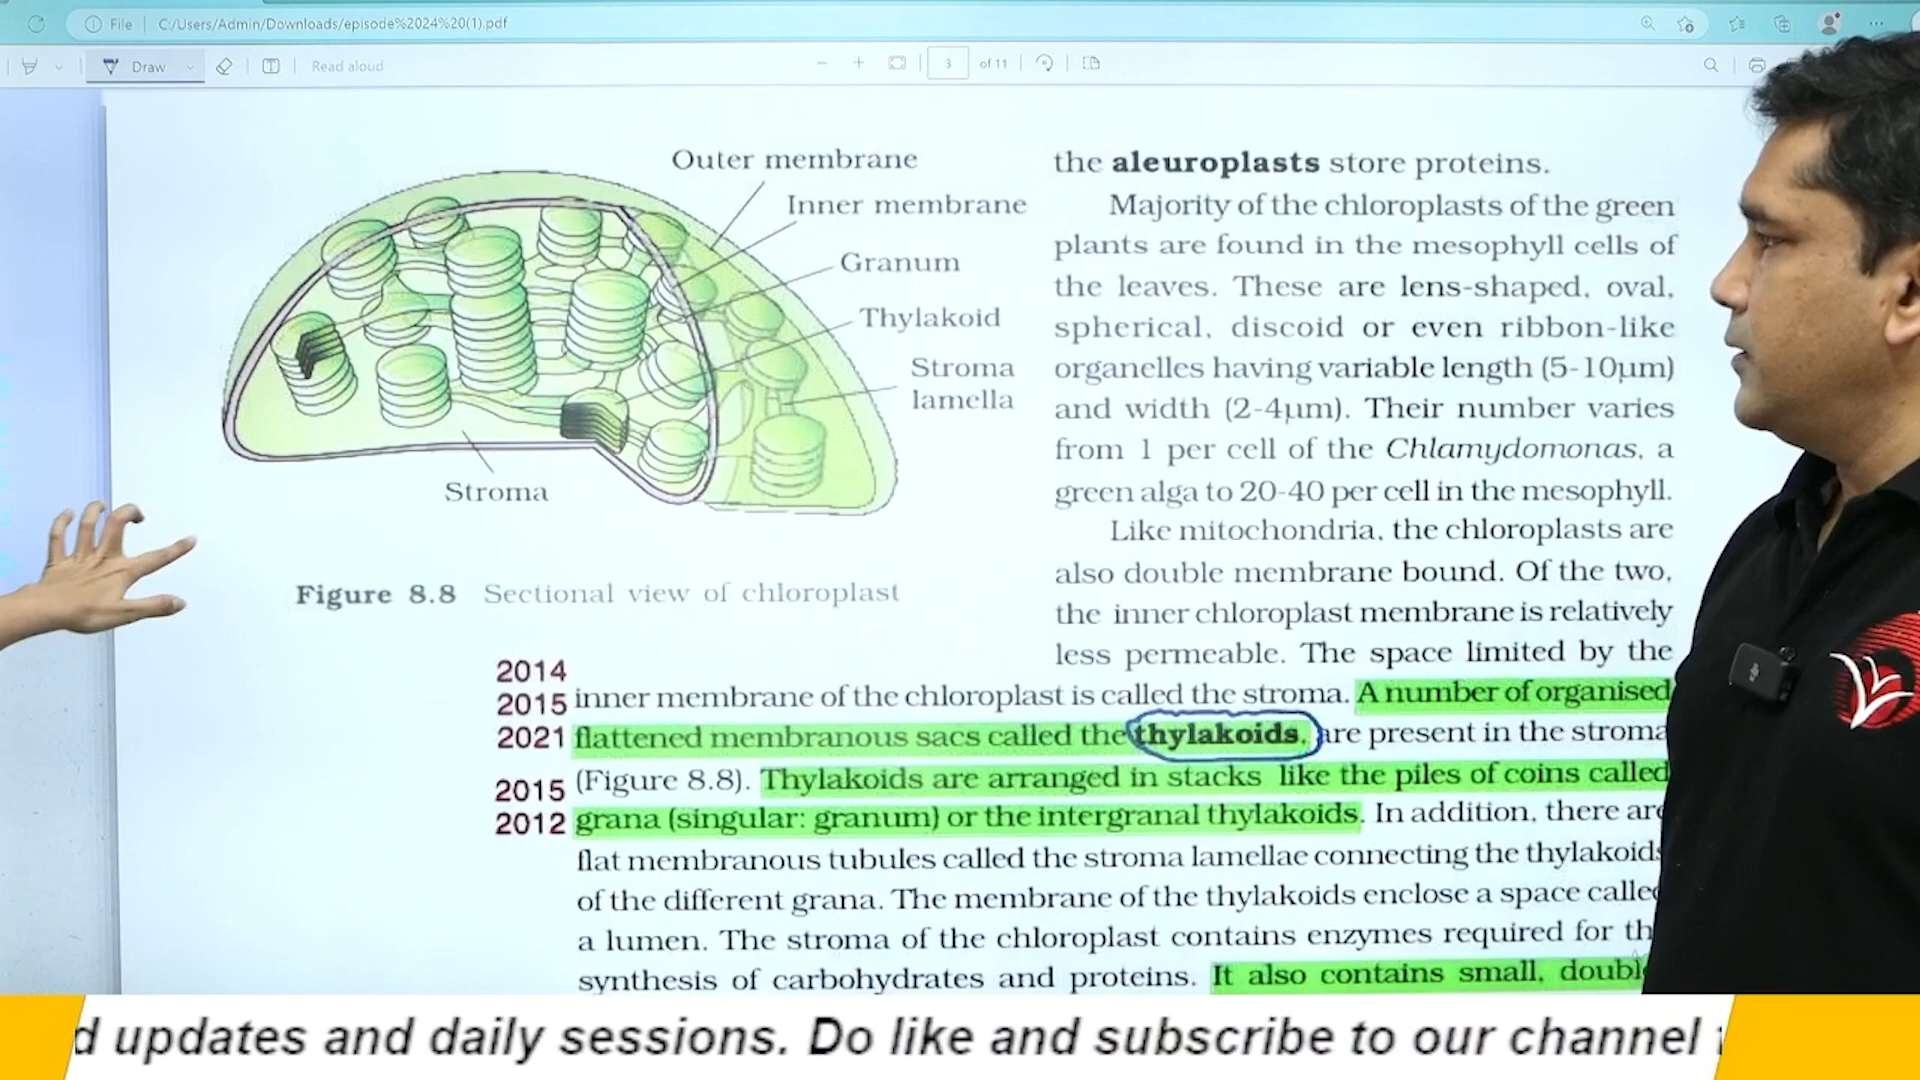 File C:/Users/Admin/Downloads/episode%2024%20(1).pdf
Draw Read aloud 3 of 11
Outer membrane
Inner membrane
Granum
Thylakoid
Stroma
lamella
Stroma
Figure 8.8 Sectional view of chloroplast
the aleuroplasts store proteins.
Majority of the chloroplasts of the green
plants are found in the mesophyll cells of
the leaves. These are lens-shaped, oval,
spherical, discoid or even ribbon-like
organelles having variable length (5-10µm)
and width (2-4µm). Their number varies
from 1 per cell of the Chlamydomonas, a
green alga to 20-40 per cell in the mesophyll.
Like mitochondria, the chloroplasts are
also double membrane bound. Of the two,
the inner chloroplast membrane is relatively
less permeable. The space limited by the
2014
2015 inner membrane of the chloroplast is called the stroma. A number of organised
2021 flattened membranous sacs called the thylakoids, are present in the stroma
2015 (Figure 8.8). Thylakoids are arranged in stacks like the piles of coins called
2012 grana (singular: granum) or the intergranal thylakoids. In addition, there are
flat membranous tubules called the stroma lamellae connecting the thylakoids
of the different grana. The membrane of the thylakoids enclose a space called
a lumen. The stroma of the chloroplast contains enzymes required for th
synthesis of carbohydrates and proteins. It also contains small, double
d updates and daily sessions. Do like and subscribe to our channel